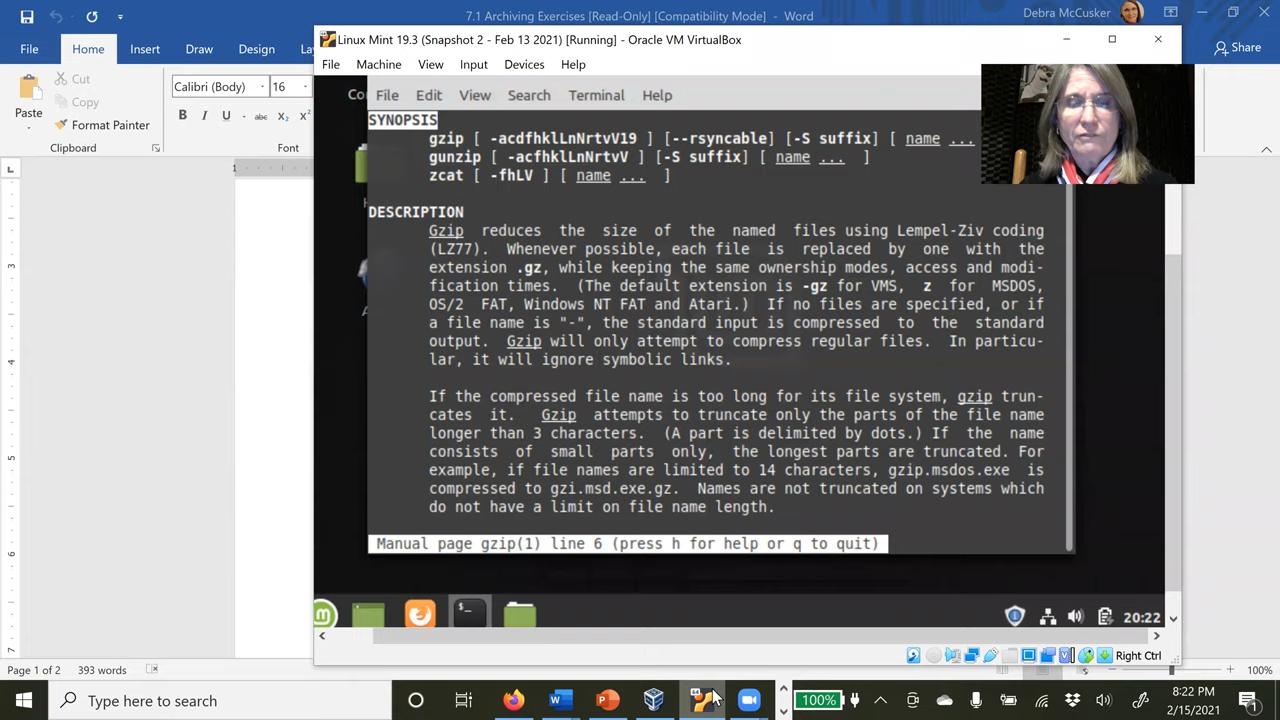 7.1 Archiving Exercises [Read-Only] [Compatibility Mode] - Word
Debra McCusker
File Home Insert Draw Design
Share
Linux Mint 19.3 (Snapshot 2 - Feb 13 2021) [Running] - Oracle VM VirtualBox
File Machine View Input Devices Help
Paste
Cut
Copy
Format Painter
Clipboard
Calibri (Body) 16
B I U abc X2 X2
Font
File Edit View Search Terminal Help
SYNOPSIS
gzip [ -acdfhklLnNrtvV19 ] [--rsyncable] [-S suffix] [ name ...
gunzip [ -acfhklLnNrtvV ] [-S suffix] [ name ... ]
zcat [ -fhLV ] [ name ... ]
DESCRIPTION
Gzip reduces the size of the named files using Lempel-Ziv coding
(LZ77). Whenever possible, each file is replaced by one with the
extension .gz, while keeping the same ownership modes, access and modi-
fication times. (The default extension is -gz for VMS, z for MSDOS,
OS/2 FAT, Windows NT FAT and Atari.) If no files are specified, or if
a file name is "-", the standard input is compressed to the standard
output. Gzip will only attempt to compress regular files. In particu-
lar, it will ignore symbolic links.
If the compressed file name is too long for its file system, gzip trun-
cates it. Gzip attempts to truncate only the parts of the file name
longer than 3 characters. (A part is delimited by dots.) If the name
consists of small parts only, the longest parts are truncated. For
example, if file names are limited to 14 characters, gzip.msdos.exe is
compressed to gzi.msd.exe.gz. Names are not truncated on systems which
do not have a limit on file name length.
Manual page gzip(1) line 6 (press h for help or q to quit)
20:22
Right Ctrl
1
3
4
5
6
7
Page 1 of 2 393 words
100%
Type here to search
100%
8:22 PM
2/15/2021
1